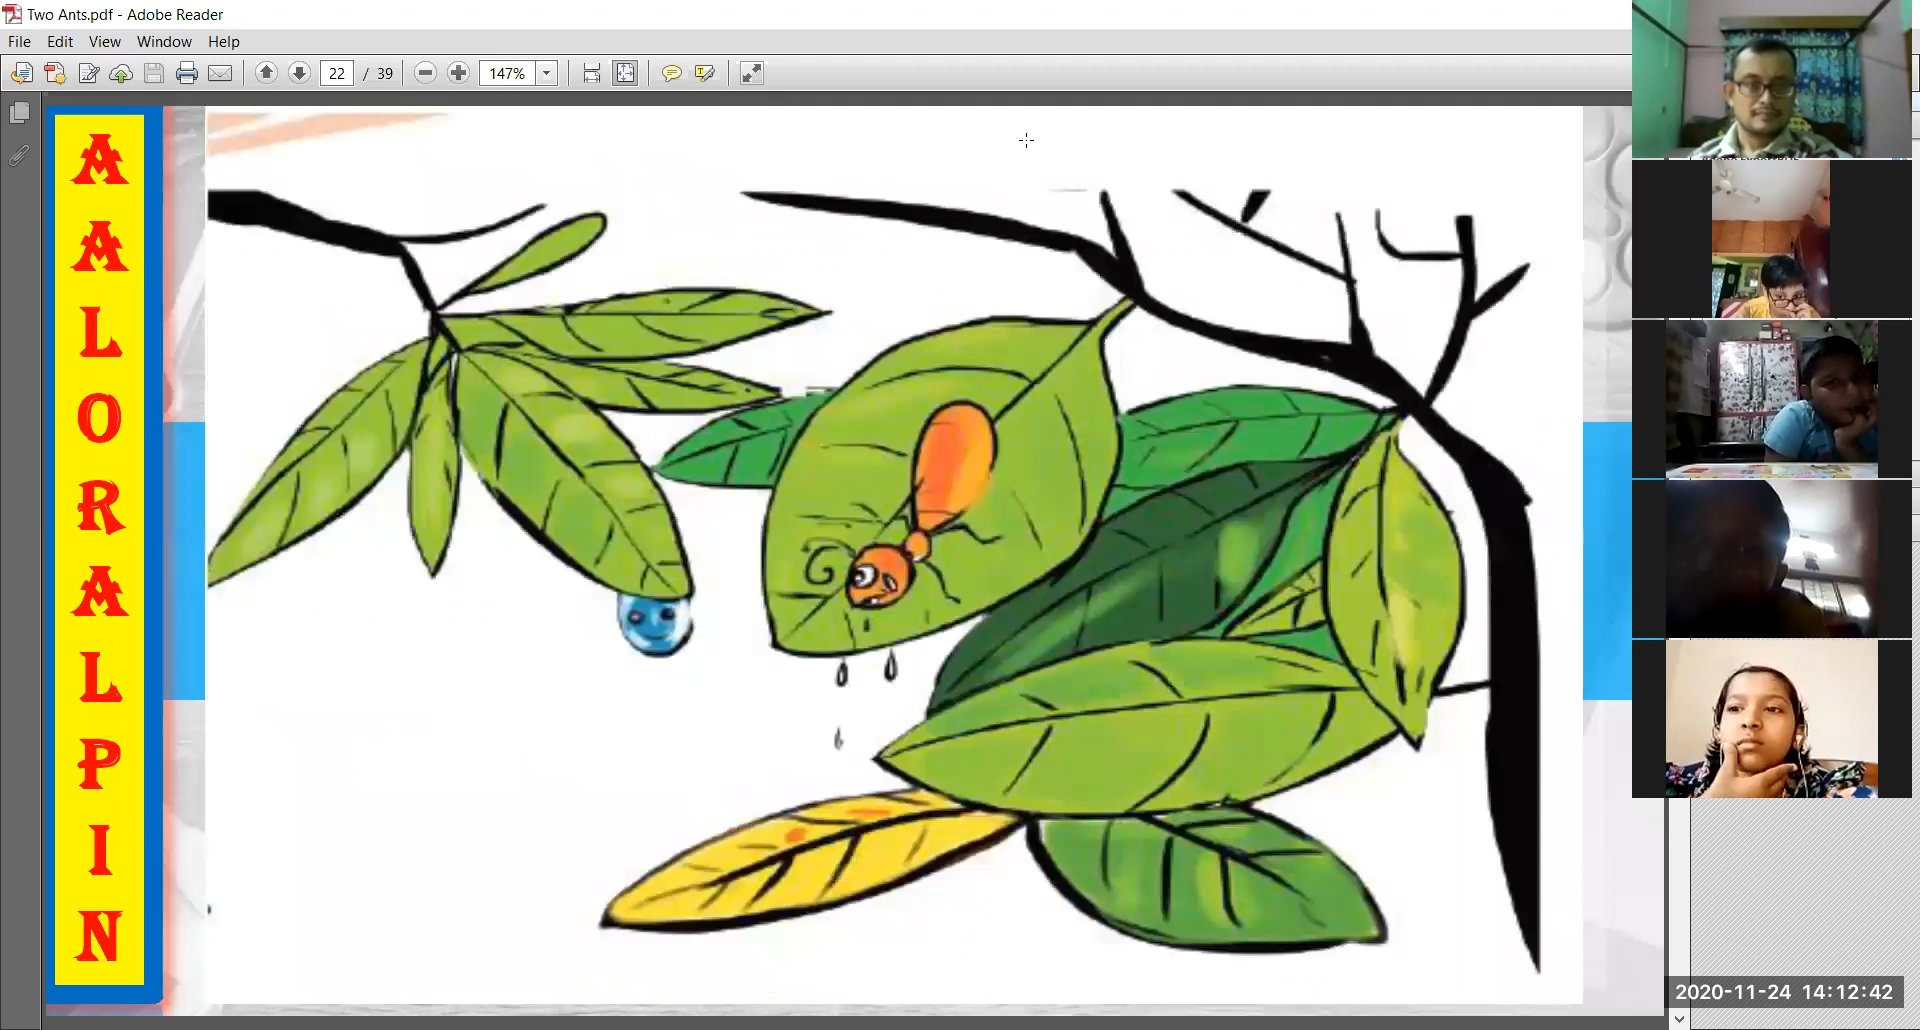 Two Ants.pdf - Adobe Reader
File Edit View Window Help
22 / 39 147%
A
A
L
O
R
A
L
P
I
N
2020-11-24 14:12:42